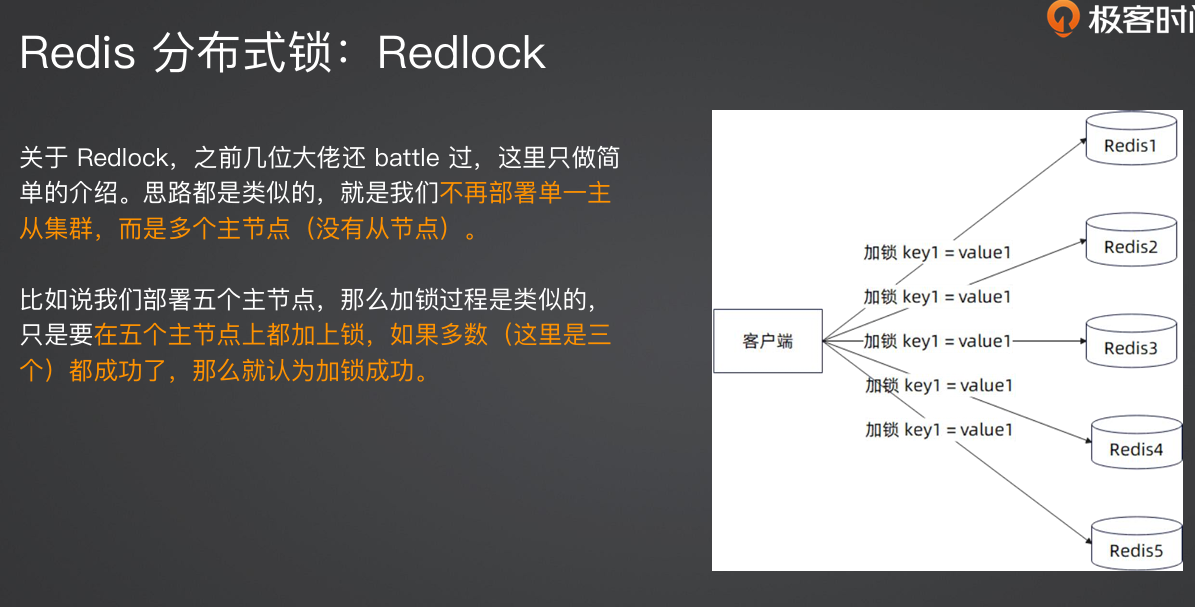 极客时间
Redis 分布式锁：Redlock
关于 Redlock，之前几位大佬还 battle 过，这里只做简
单的介绍。思路都是类似的，就是我们不再部署单一主
从集群，而是多个主节点（没有从节点）。
比如说我们部署五个主节点，那么加锁过程是类似的，
只是要在五个主节点上都加上锁，如果多数（这里是三
个）都成功了，那么就认为加锁成功。
客户端
加锁 key1 = value1
加锁 key1 = value1
加锁 key1 = value1
加锁 key1 = value1
加锁 key1 = value1
Redis1
Redis2
Redis3
Redis4
Redis5